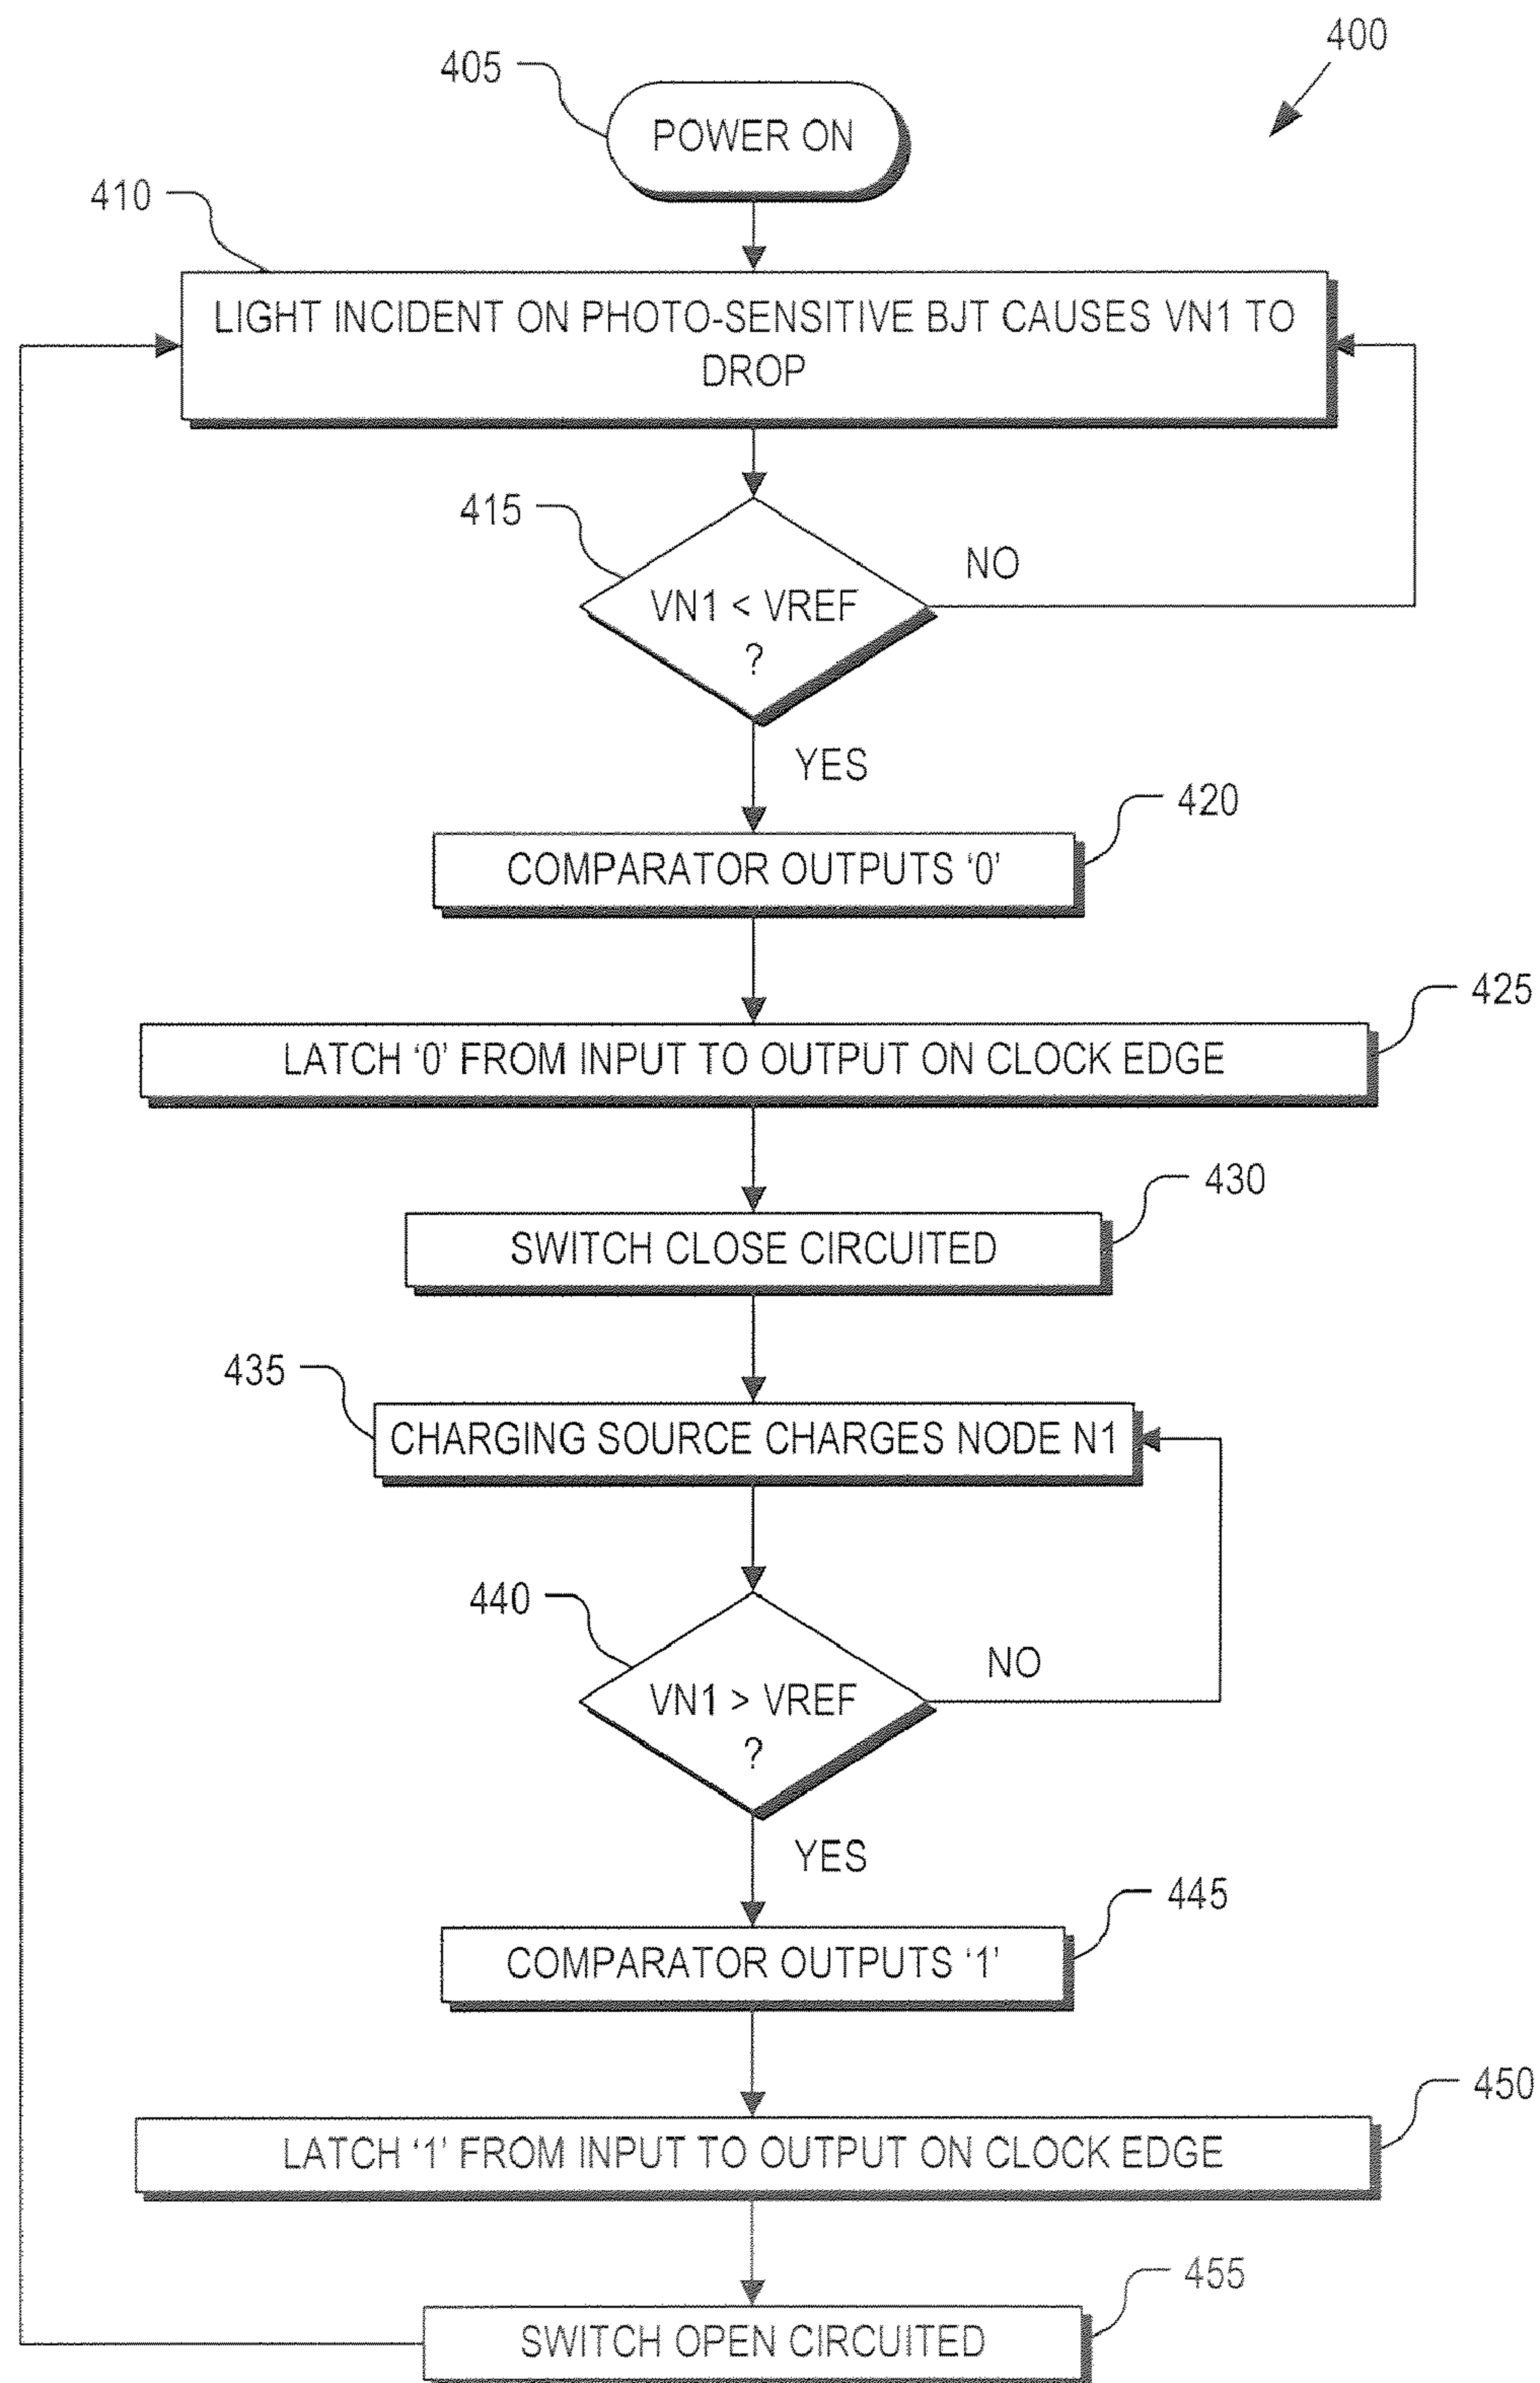 400
405
POWER ON
410
LIGHT INCIDENT ON PHOTO-SENSITIVE BJT CAUSES VN1 TO
DROP
415
VN1 < VREF
?
NO
YES
420
COMPARATOR OUTPUTS ‘0’
425
LATCH ‘0’ FROM INPUT TO OUTPUT ON CLOCK EDGE
430
SWITCH CLOSE CIRCUITED
435
CHARGING SOURCE CHARGES NODE N1
440
VN1 > VREF
?
NO
YES
445
COMPARATOR OUTPUTS ‘1’
450
LATCH ‘1’ FROM INPUT TO OUTPUT ON CLOCK EDGE
455
SWITCH OPEN CIRCUITED